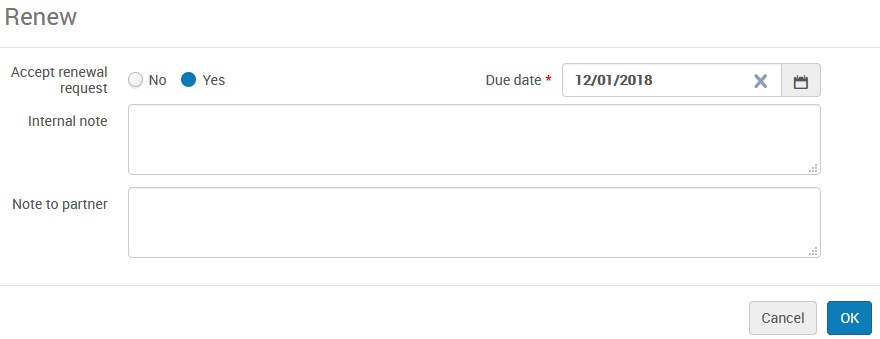 Renew
Accept renewal
request
No
Yes
Due date *
12/01/2018
Internal note
Note to partner
Cancel
OK